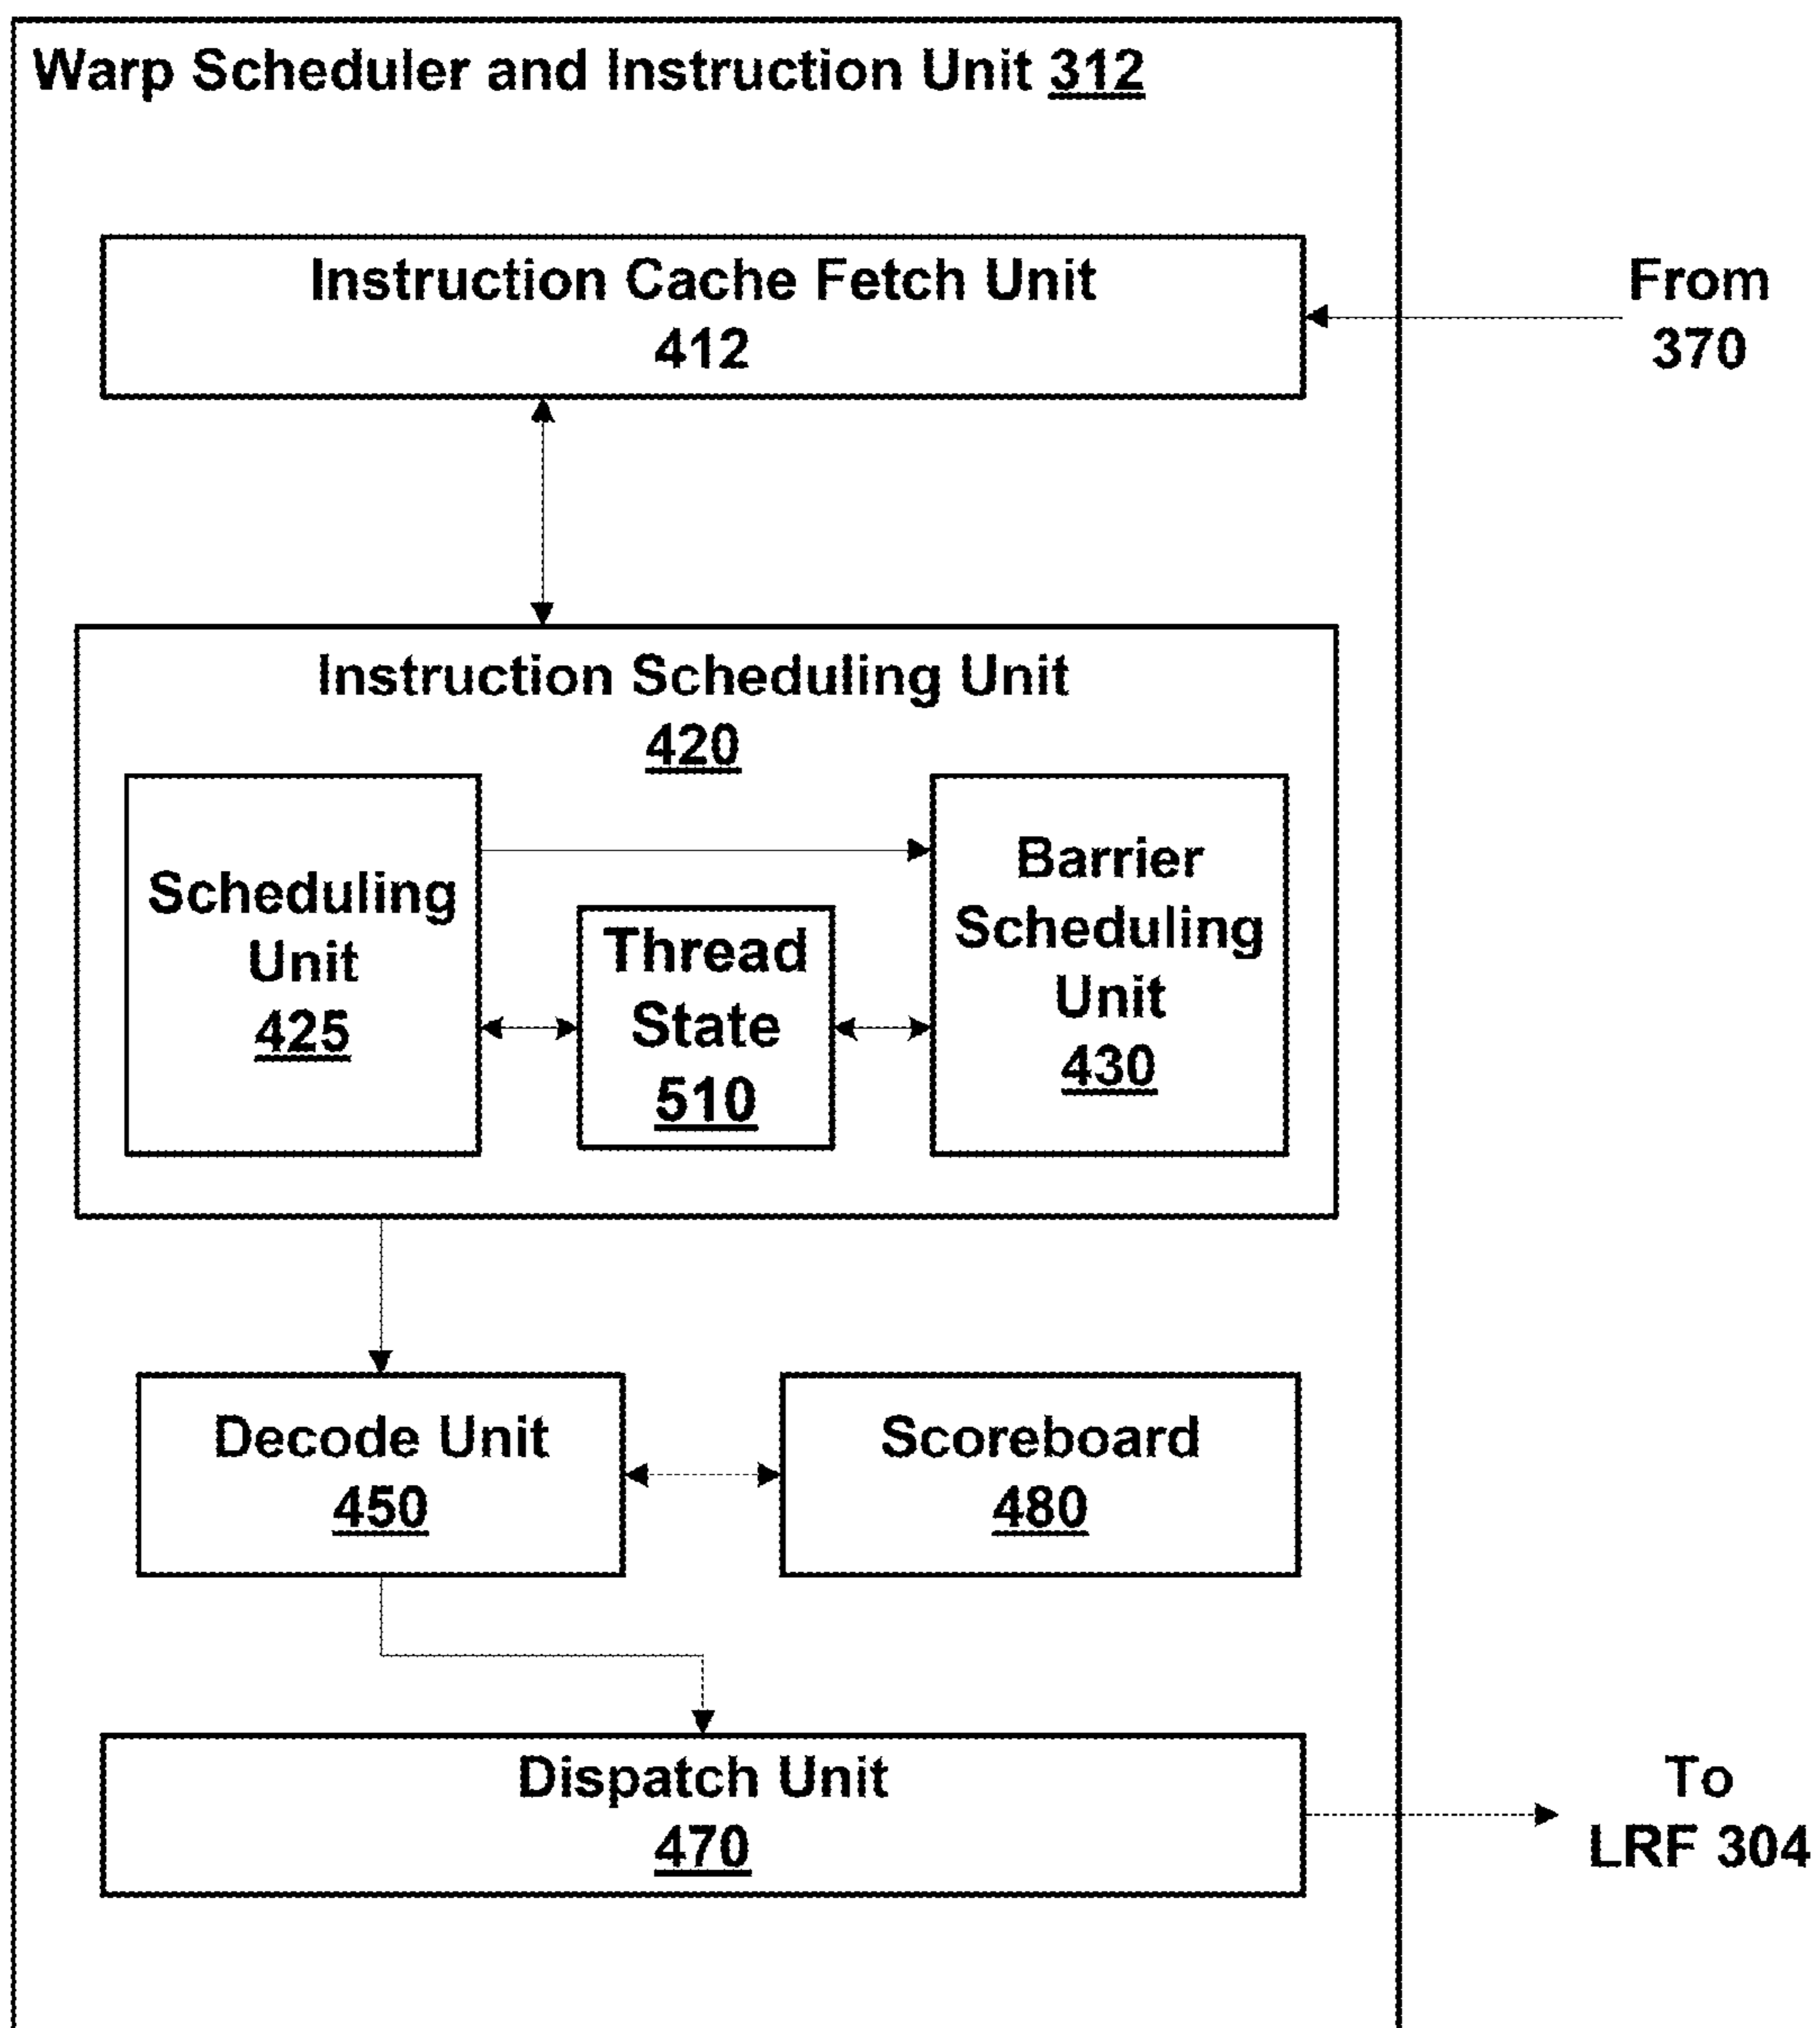 Warp Scheduler and Instruction Unit 312
Instruction Cache Fetch Unit
412
From
370
Instruction Scheduling Unit
420
Scheduling
Unit
425
Thread
State
510
Barrier
Scheduling
Unit
430
Decode Unit
450
Scoreboard
480
Dispatch Unit
470
To
LRF 304